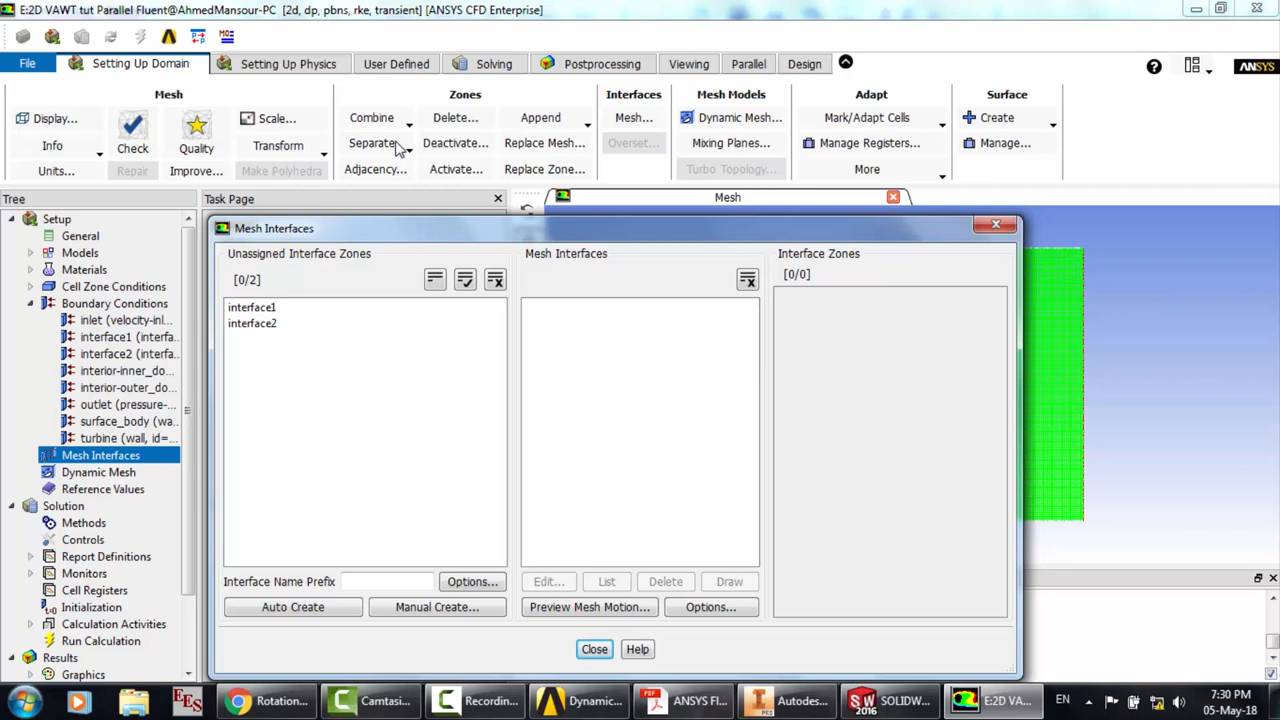 E:2D VAWT tut Parallel Fluent@AhmedMansour-PC [2d, dp, pbns, rke, transient] [ANSYS CFD Enterprise]
File
Setting Up Domain
Setting Up Physics
User Defined
Solving
Postprocessing
Viewing
Parallel
Design
ANSYS
Mesh
Zones
Interfaces
Mesh Models
Adapt
Surface
Display...
Scale...
Combine
Delete...
Append
Mesh...
Dynamic Mesh...
Mark/Adapt Cells
Create
Info
Check
Quality
Transform
Separate
Deactivate...
Replace Mesh...
Overset...
Mixing Planes...
Manage Registers...
Manage...
Units...
Repair
Improve...
Make Polyhedra
Adjacency...
Activate...
Replace Zone...
Turbo Topology...
More
Tree
Task Page
Mesh
Setup
General
Models
Materials
Cell Zone Conditions
Boundary Conditions
inlet (velocity-inl...
interface1 (interfa...
interface2 (interfa...
interior-inner_do...
interior-outer_do...
outlet (pressure-...
surface_body (wa...
turbine (wall, id=...
Mesh Interfaces
Dynamic Mesh
Reference Values
Solution
Methods
Controls
Report Definitions
Monitors
Cell Registers
Initialization
Calculation Activities
Run Calculation
Results
Graphics
Mesh Interfaces
Unassigned Interface Zones
Mesh Interfaces
Interface Zones
[0/2]
[0/0]
interface1
interface2
Interface Name Prefix
Options...
Edit...
List
Delete
Draw
Auto Create
Manual Create...
Preview Mesh Motion...
Options...
Close
Help
EES
Rotation...
Camtasi...
Recordin...
Dynamic...
ANSYS Fl...
Autodes...
SOLIDW...
E:2D VA...
EN
7:30 PM
05-May-18